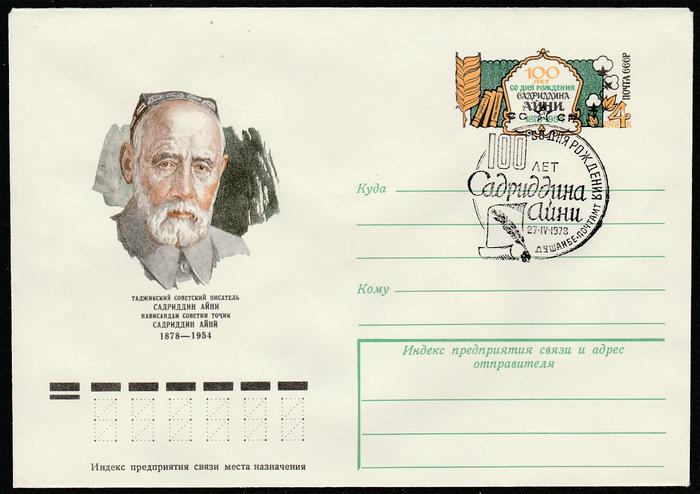 100
ЛЕТ
СО ДНЯ РОЖДЕНИЯ
САДРИДДИНА
АЙНИ
1878-1954
ПОЧТА СССР
4
100
ЛЕТ
СО ДНЯ РОЖДЕНИЯ
Садриддина
Айни
27-IV-1978
ДУШАНБЕ-ПОЧТАМТ
Куда
Кому
ТАДЖИКСКИЙ СОВЕТСКИЙ ПИСАТЕЛЬ
САДРИДДИН АЙНИ
НАВИСАНДАИ СОВЕТИИ ТОҶИК
САДРИДДИН АЙНӢ
1878—1954
Индекс предприятия связи и адрес
отправителя
Индекс предприятия связи места назначения